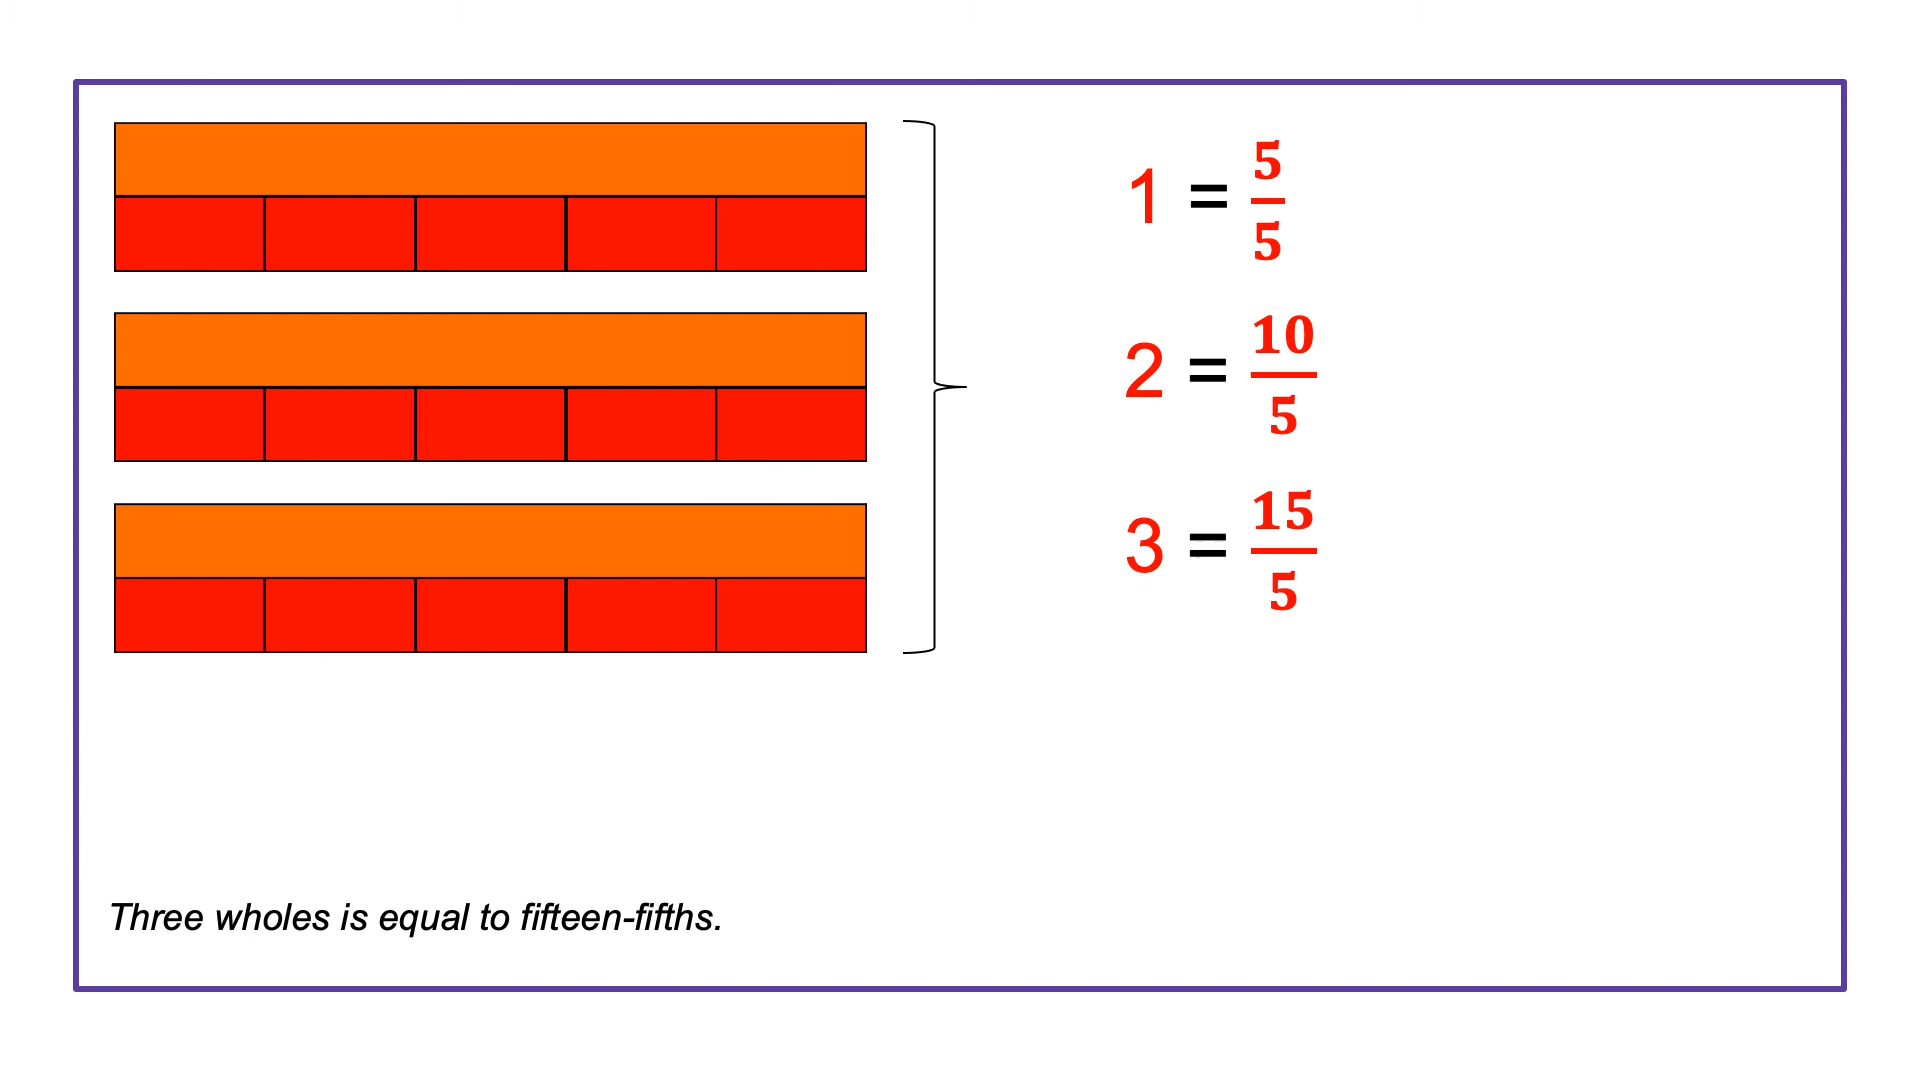 1 = 5/5
2 = 10/5
3 = 15/5
Three wholes is equal to fifteen-fifths.